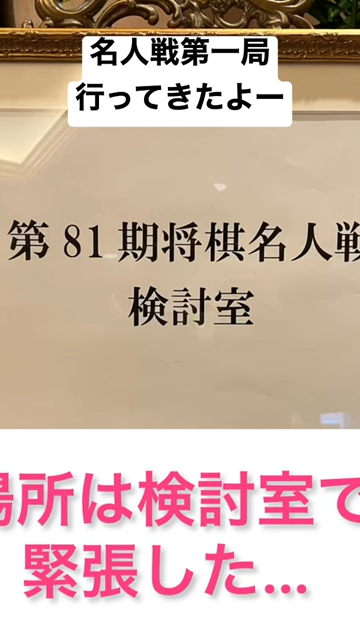 名人戦第一局
行ってきたよー
第81期将棋名人戦
検討室
場所は検討室で
緊張した...